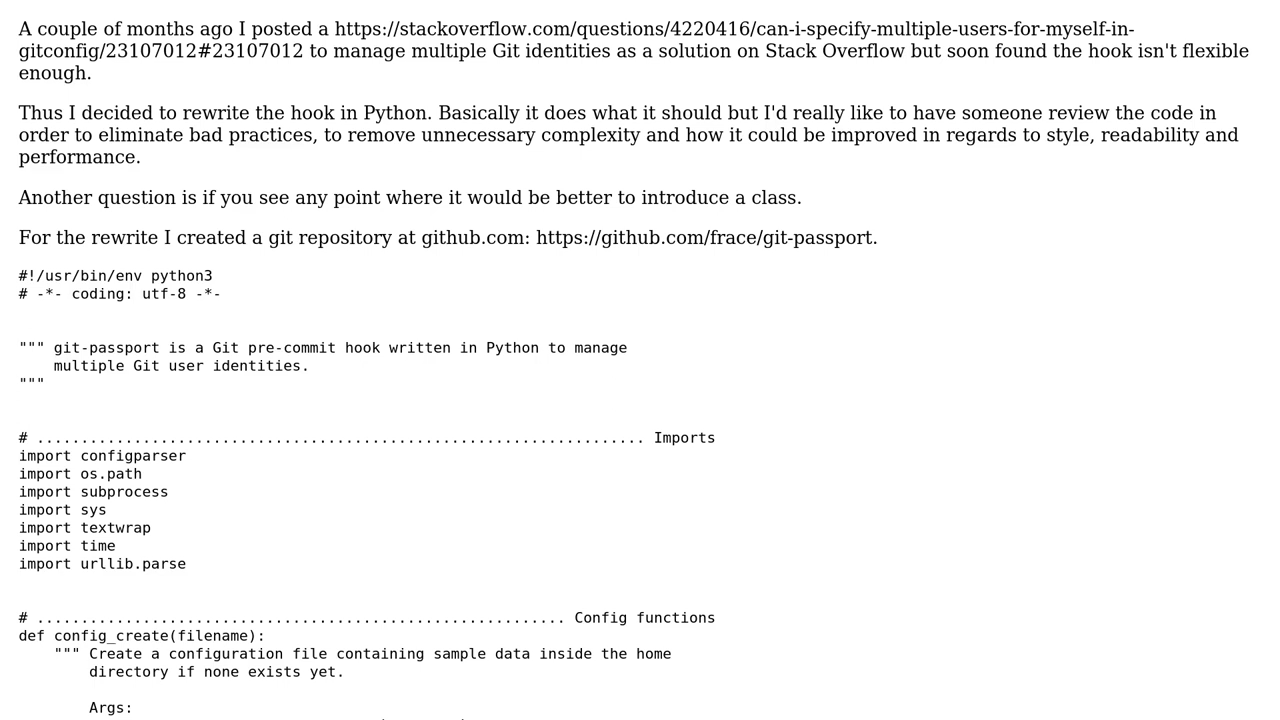 A couple of months ago I posted a https://stackoverflow.com/questions/4220416/can-i-specify-multiple-users-for-myself-in-
gitconfig/23107012#23107012 to manage multiple Git identities as a solution on Stack Overflow but soon found the hook isn't flexible
enough.
Thus I decided to rewrite the hook in Python. Basically it does what it should but I'd really like to have someone review the code in
order to eliminate bad practices, to remove unnecessary complexity and how it could be improved in regards to style, readability and
performance.
Another question is if you see any point where it would be better to introduce a class.
For the rewrite I created a git repository at github.com: https://github.com/frace/git-passport.
#!/usr/bin/env python3
# -*- coding: utf-8 -*-
""" git-passport is a Git pre-commit hook written in Python to manage
    multiple Git user identities.
"""
# ..................................................................... Imports
import configparser
import os.path
import subprocess
import sys
import textwrap
import time
import urllib.parse
# ............................................................ Config functions
def config_create(filename):
    """ Create a configuration file containing sample data inside the home
        directory if none exists yet.
        Args: